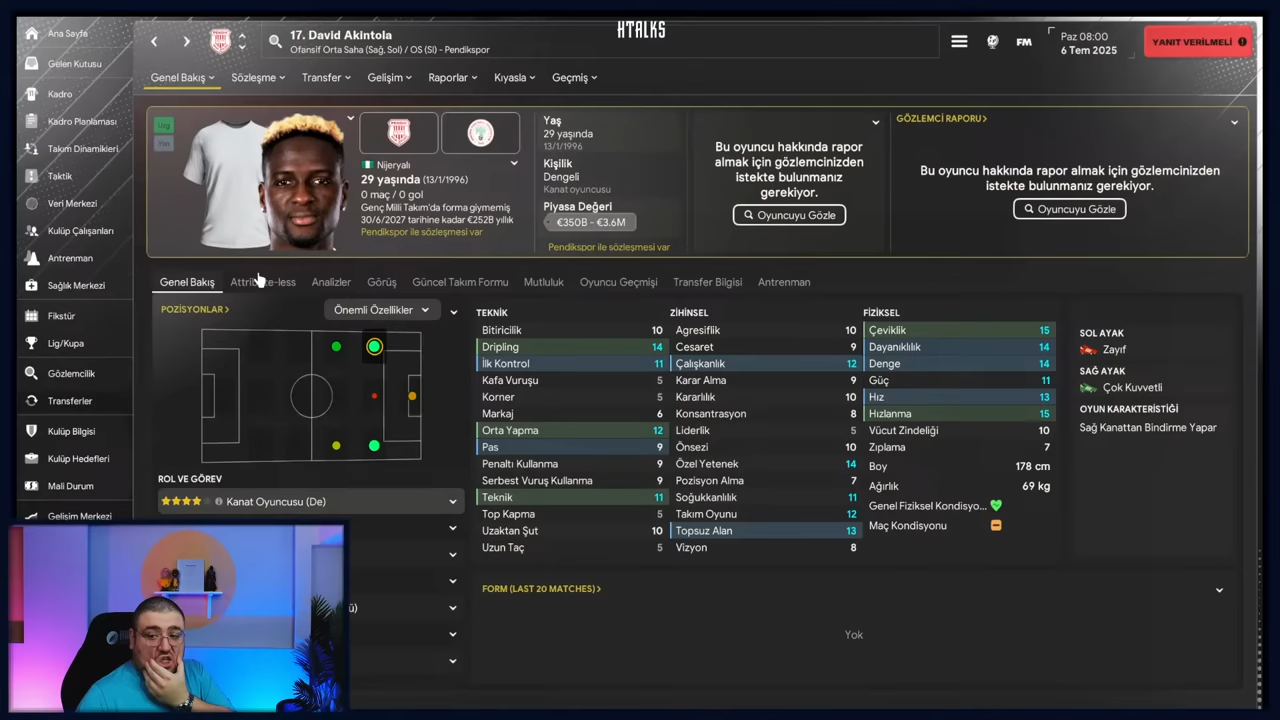 HTALKS
Ana Sayfa
Gelen Kutusu
Kadro
Kadro Planlaması
Takım Dinamikleri
Taktik
Veri Merkezi
Kulüp Çalışanları
Antrenman
Sağlık Merkezi
Fikstür
Lig/Kupa
Gözlemcilik
Transferler
Kulüp Bilgisi
Kulüp Hedefleri
Mali Durum
Gelişim Merkezi
17. David Akintola
Ofansif Orta Saha (Sağ, Sol) / OS (Sl) - Pendikspor
FM
Paz 08:00
6 Tem 2025
YANIT VERİLMELİ
Genel Bakış
Sözleşme
Transfer
Gelişim
Raporlar
Kıyasla
Geçmiş
Uzg
Yan
Nijeryalı
29 yaşında (13/1/1996)
0 maç / 0 gol
Genç Milli Takım'da forma giymemiş
30/6/2027 tarihine kadar €252B yıllık
Pendikspor ile sözleşmesi var
Yaş
29 yaşında
13/1/1996
Kişilik
Dengeli
Kanat oyuncusu
Piyasa Değeri
€350B - €3.6M
Pendikspor ile sözleşmesi var
Bu oyuncu hakkında rapor
almak için gözlemcinizden
istekte bulunmanız
gerekiyor.
Oyuncuyu Gözle
GÖZLEMCİ RAPORU>
Bu oyuncu hakkında rapor almak için gözlemcinizden
istekte bulunmanız gerekiyor.
Oyuncuyu Gözle
Genel Bakış
Attribute-less
Analizler
Görüş
Güncel Takım Formu
Mutluluk
Oyuncu Geçmişi
Transfer Bilgisi
Antrenman
POZİSYONLAR>
Önemli Özellikler
ROL VE GÖREV
Kanat Oyuncusu (De)
ü)
TEKNİK
Bitiricilik 10
Dripling 14
İlk Kontrol 11
Kafa Vuruşu 5
Korner 5
Markaj 6
Orta Yapma 12
Pas 9
Penaltı Kullanma 9
Serbest Vuruş Kullanma 9
Teknik 11
Top Kapma 5
Uzaktan Şut 10
Uzun Taç 5
ZİHİNSEL
Agresiflik 10
Cesaret 9
Çalışkanlık 12
Karar Alma 9
Kararlılık 10
Konsantrasyon 8
Liderlik 5
Önsezi 10
Özel Yetenek 14
Pozisyon Alma 7
Soğukkanlılık 11
Takım Oyunu 12
Topsuz Alan 13
Vizyon 8
FİZİKSEL
Çeviklik 15
Dayanıklılık 14
Denge 14
Güç 11
Hız 13
Hızlanma 15
Vücut Zindeliği 10
Zıplama 7
Boy 178 cm
Ağırlık 69 kg
Genel Fiziksel Kondisyo...
Maç Kondisyonu
SOL AYAK
Zayıf
SAĞ AYAK
Çok Kuvvetli
OYUN KARAKTERİSTİĞİ
Sağ Kanattan Bindirme Yapar
FORM (LAST 20 MATCHES)>
Yok